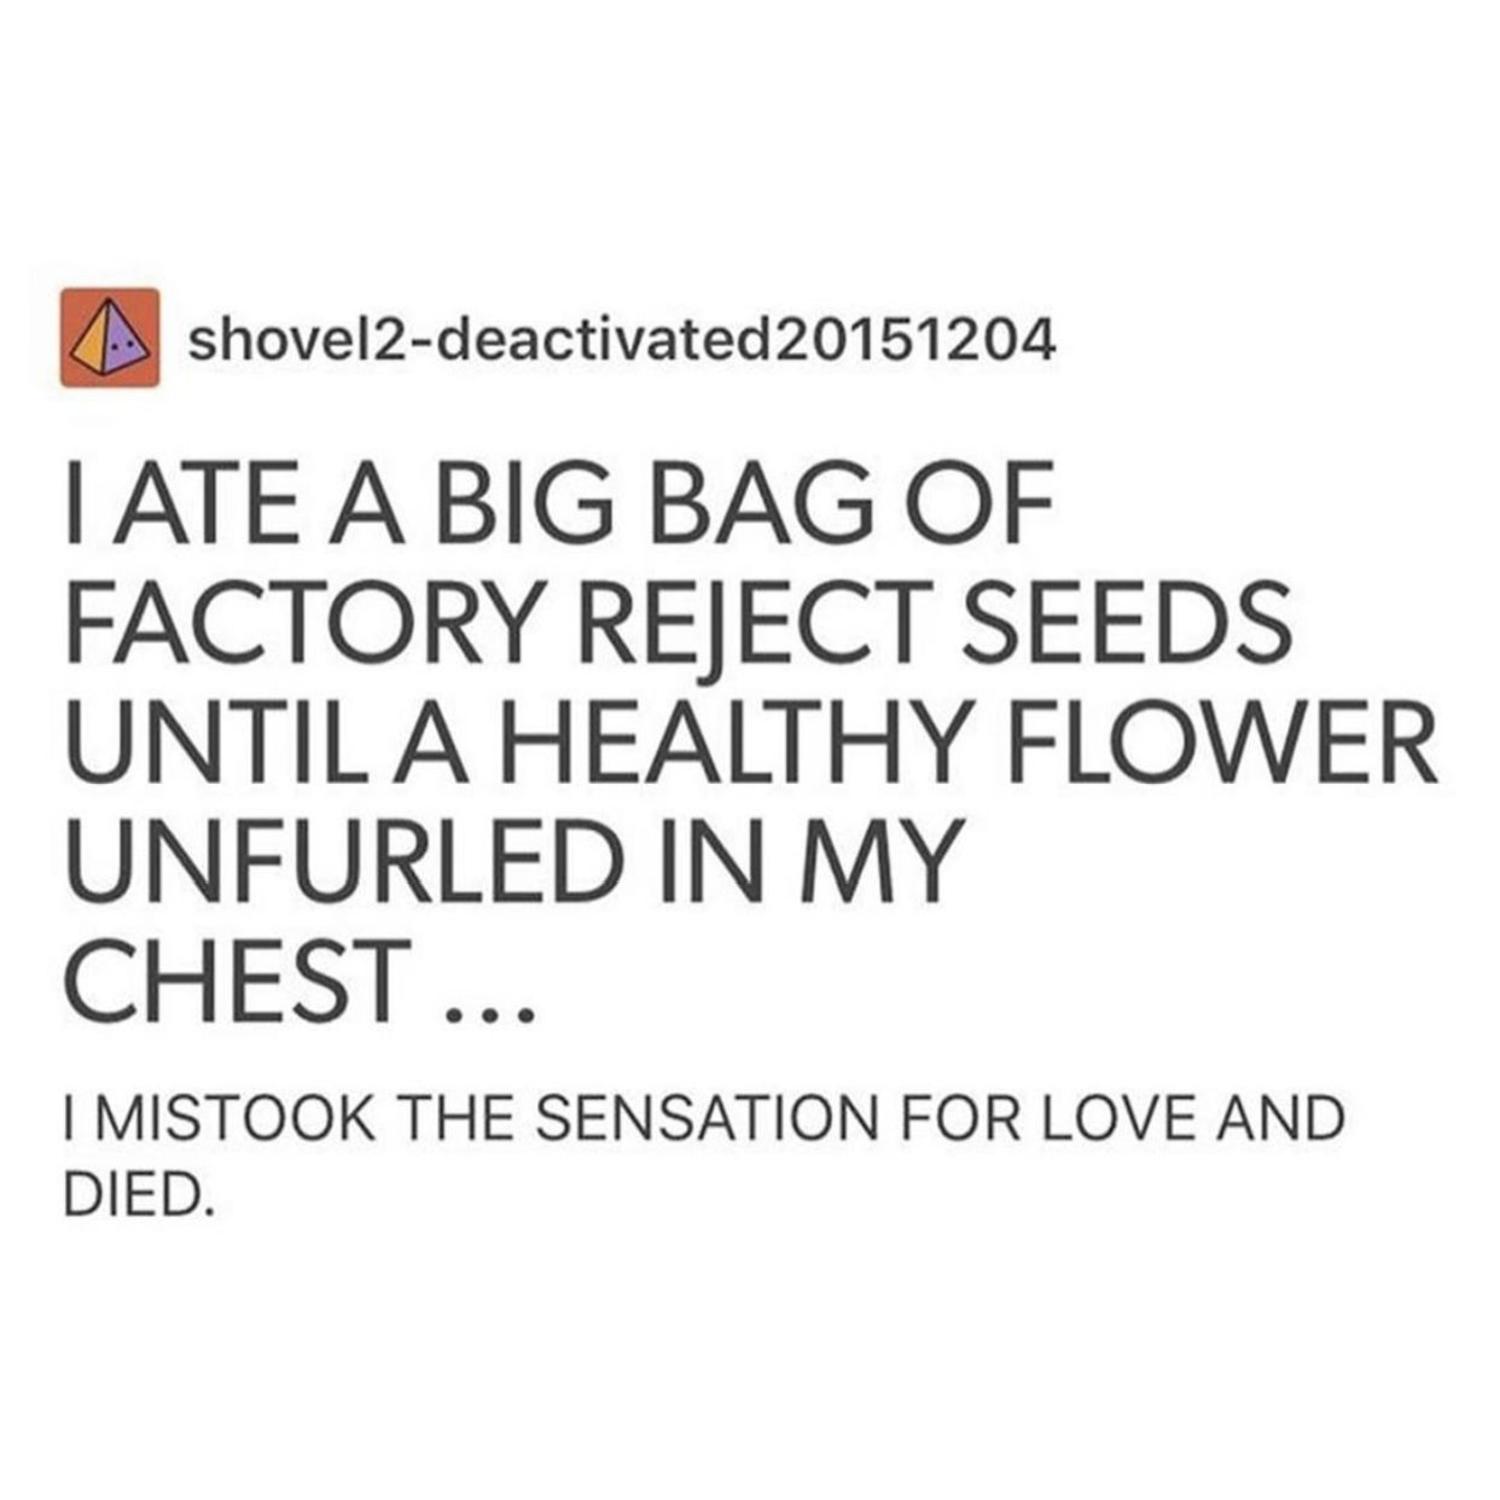 shovel2-deactivated20151204
I ATE A BIG BAG OF
FACTORY REJECT SEEDS
UNTIL A HEALTHY FLOWER
UNFURLED IN MY
CHEST ...
I MISTOOK THE SENSATION FOR LOVE AND
DIED.